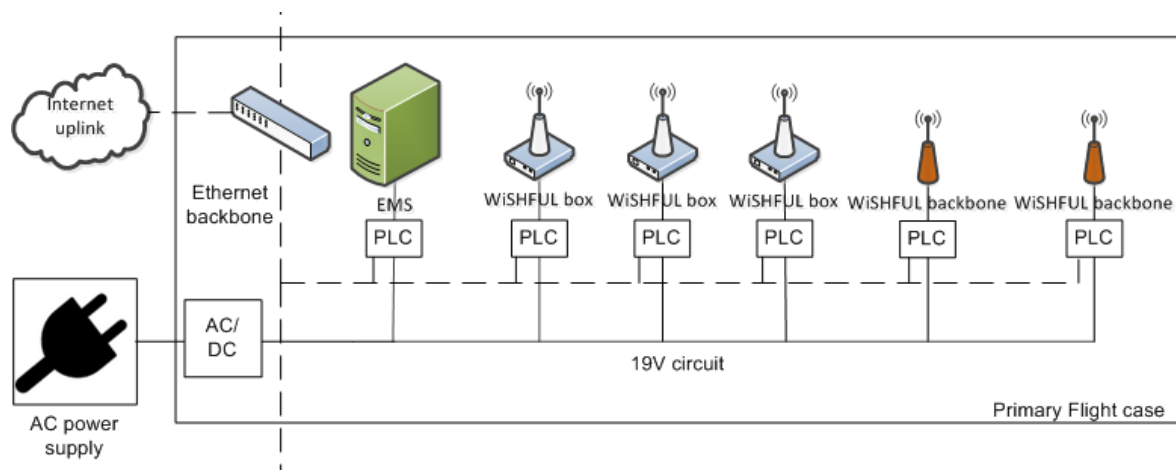 Internet
uplink
Ethernet
backbone
EMS
WiSHFUL box
WiSHFUL box
WiSHFUL box
WiSHFUL backbone
WiSHFUL backbone
PLC
PLC
PLC
PLC
PLC
PLC
AC/
DC
19V circuit
Primary Flight case
AC power
supply